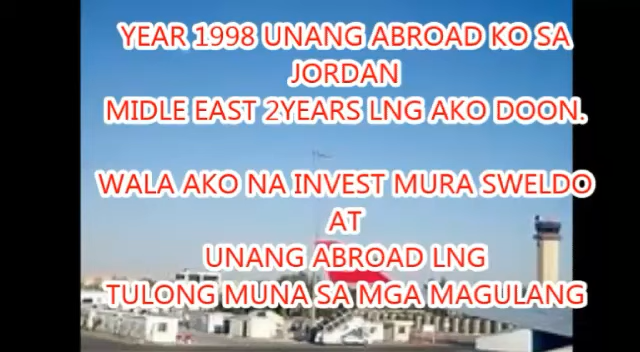 YEAR 1998 UNANG ABROAD KO SA
JORDAN
MIDLE EAST 2YEARS LNG AKO DOON.
WALA AKO NA INVEST MURA SWELDO
AT
UNANG ABROAD LNG
TULONG MUNA SA MGA MAGULANG